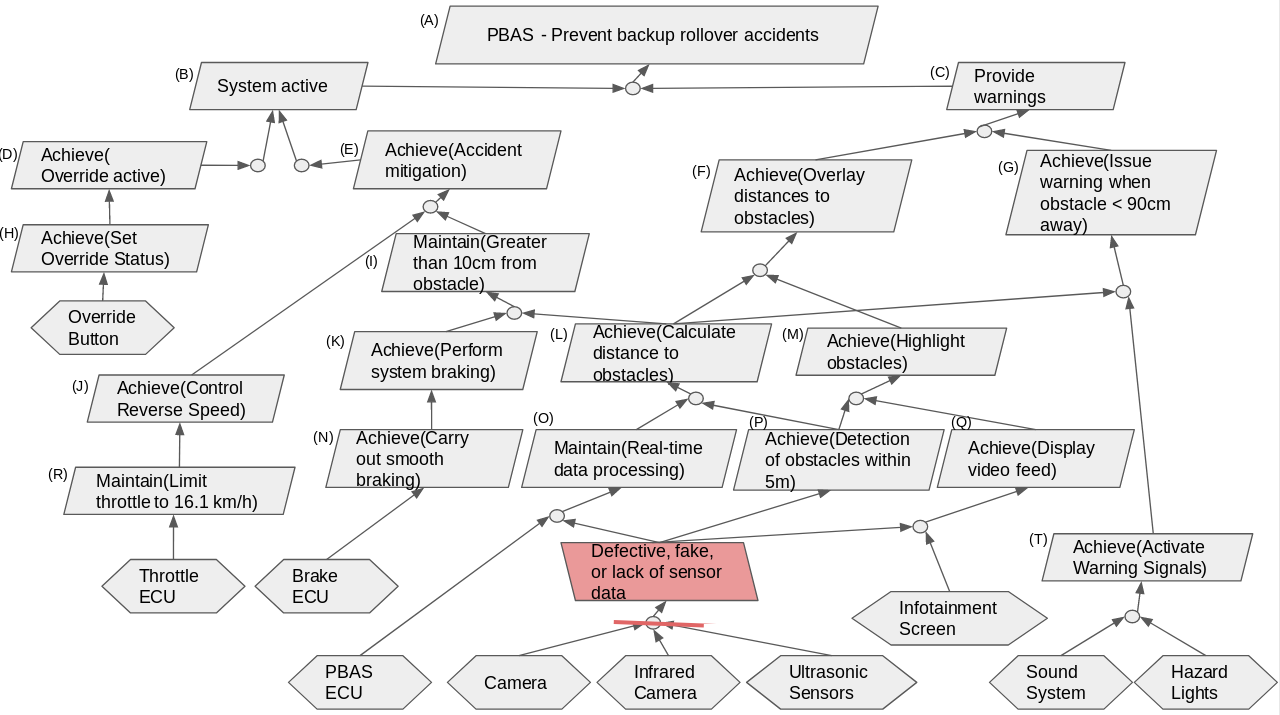 (A)
PBAS - Prevent backup rollover accidents
(B)
System active
(C)
Provide
warnings
(D)
Achieve(
Override active)
(E)
Achieve(Accident
mitigation)
(F)
Achieve(Overlay
distances to
obstacles)
(G)
Achieve(Issue
warning when
obstacle < 90cm
away)
(H)
Achieve(Set
Override Status)
(I)
Maintain(Greater
than 10cm from
obstacle)
Override
Button
(K)
Achieve(Perform
system braking)
(L)
Achieve(Calculate
distance to
obstacles)
(M)
Achieve(Highlight
obstacles)
(J)
Achieve(Control
Reverse Speed)
(N)
Achieve(Carry
out smooth
braking)
(O)
Maintain(Real-time
data processing)
(P)
Achieve(Detection
of obstacles within
5m)
(Q)
Achieve(Display
video feed)
(R)
Maintain(Limit
throttle to 16.1 km/h)
Defective, fake,
or lack of sensor
data
(T)
Achieve(Activate
Warning Signals)
Throttle
ECU
Brake
ECU
Infotainment
Screen
PBAS
ECU
Camera
Infrared
Camera
Ultrasonic
Sensors
Sound
System
Hazard
Lights